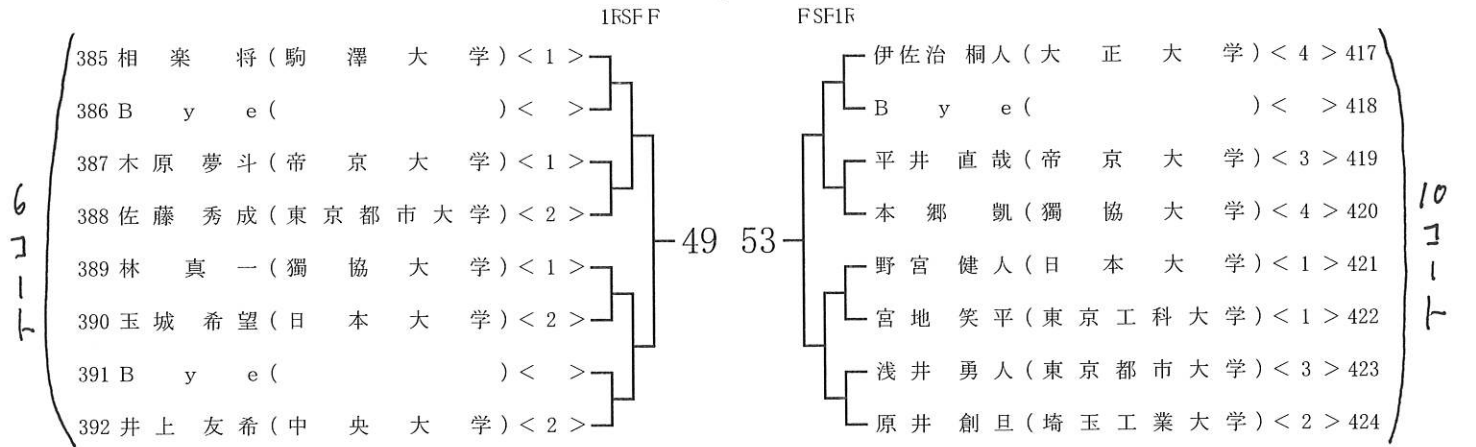 1RSF F
F SF1R
385 相楽 将 (駒澤大学) < 1 >
386 Bye ( ) < >
387 木原 夢斗 (帝京大学) < 1 >
388 佐藤 秀成 (東京都市大学) < 2 >
389 林 真一 (獨協大学) < 1 >
390 玉城 希望 (日本大学) < 2 >
391 Bye ( ) < >
392 井上 友希 (中央大学) < 2 >
6コート
49
53
伊佐治 桐人 (大正大学) < 4 > 417
Bye ( ) < > 418
平井 直哉 (帝京大学) < 3 > 419
本郷 凱 (獨協大学) < 4 > 420
野宮 健人 (日本大学) < 1 > 421
宮地 笑平 (東京工科大学) < 1 > 422
浅井 勇人 (東京都市大学) < 3 > 423
原井 創旦 (埼玉工業大学) < 2 > 424
10コート